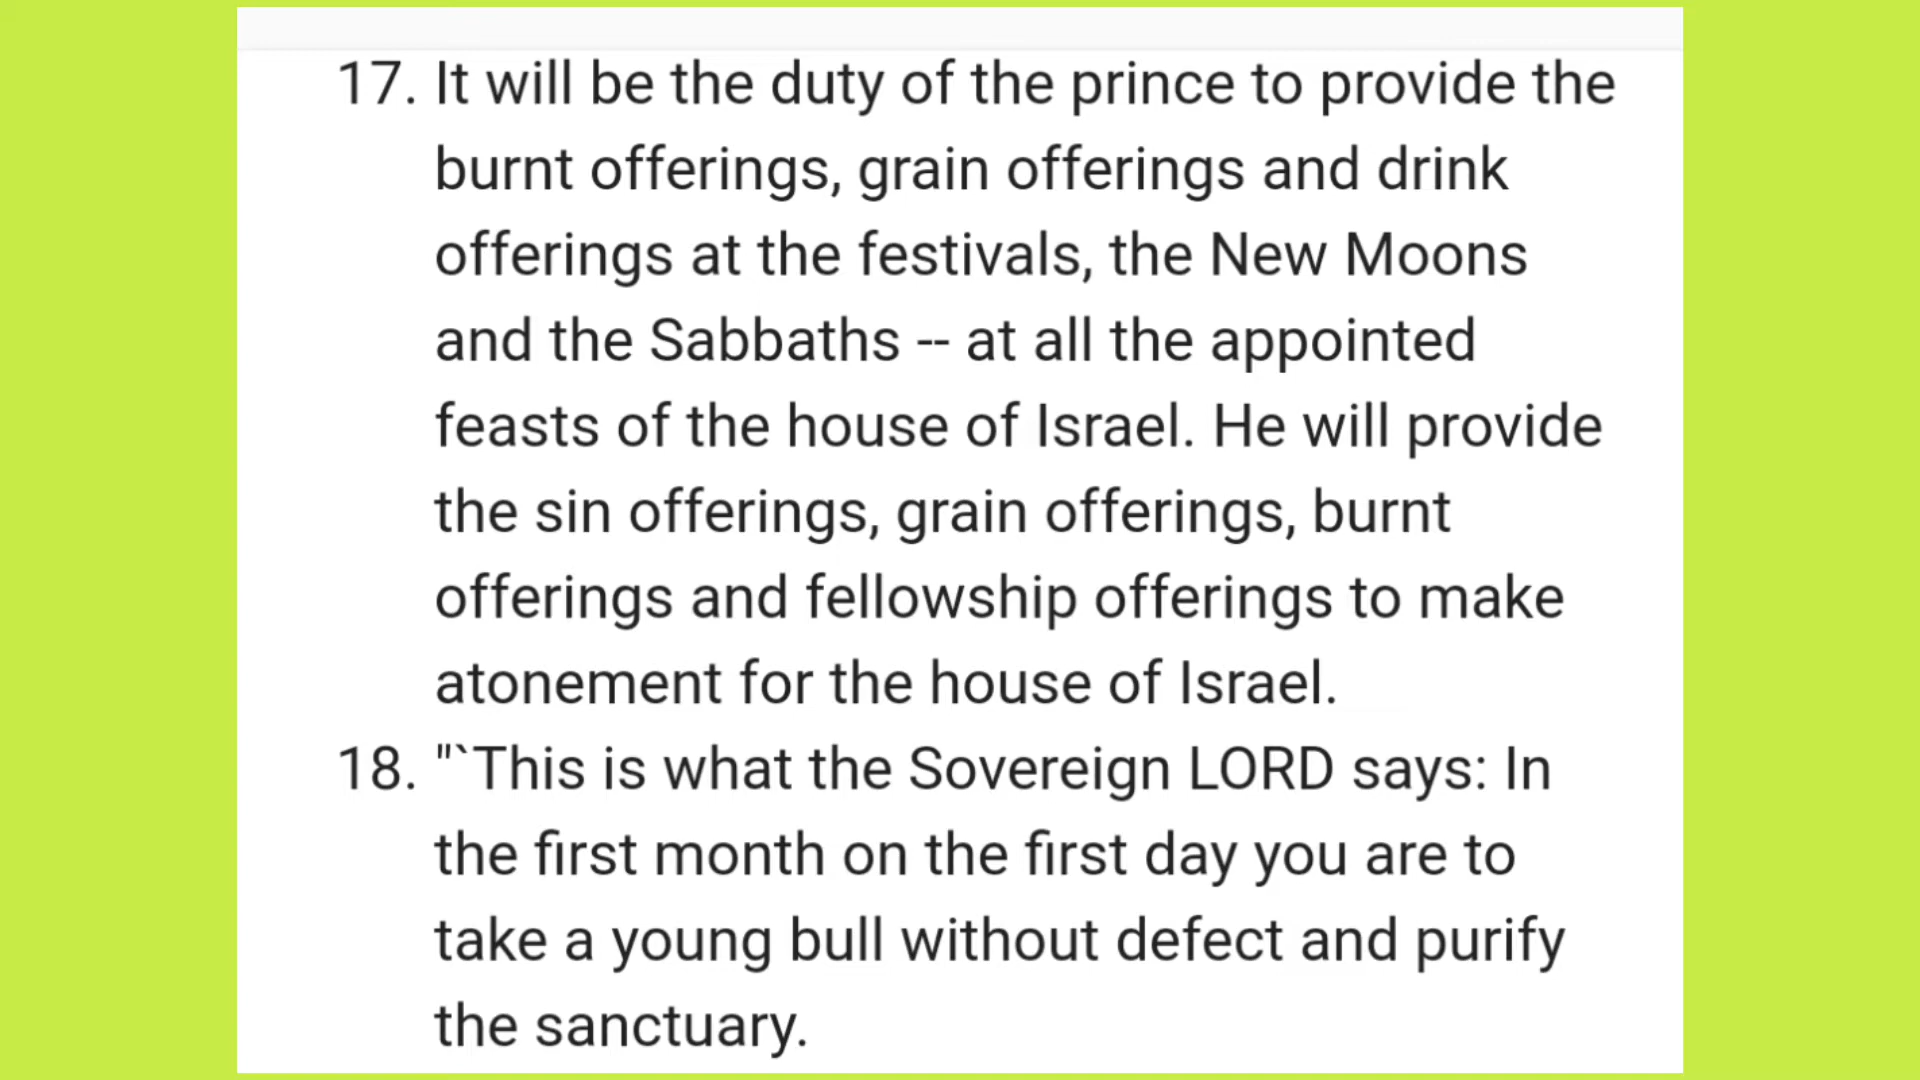 17. It will be the duty of the prince to provide the
burnt offerings, grain offerings and drink
offerings at the festivals, the New Moons
and the Sabbaths -- at all the appointed
feasts of the house of Israel. He will provide
the sin offerings, grain offerings, burnt
offerings and fellowship offerings to make
atonement for the house of Israel.
18. "`This is what the Sovereign LORD says: In
the first month on the first day you are to
take a young bull without defect and purify
the sanctuary.